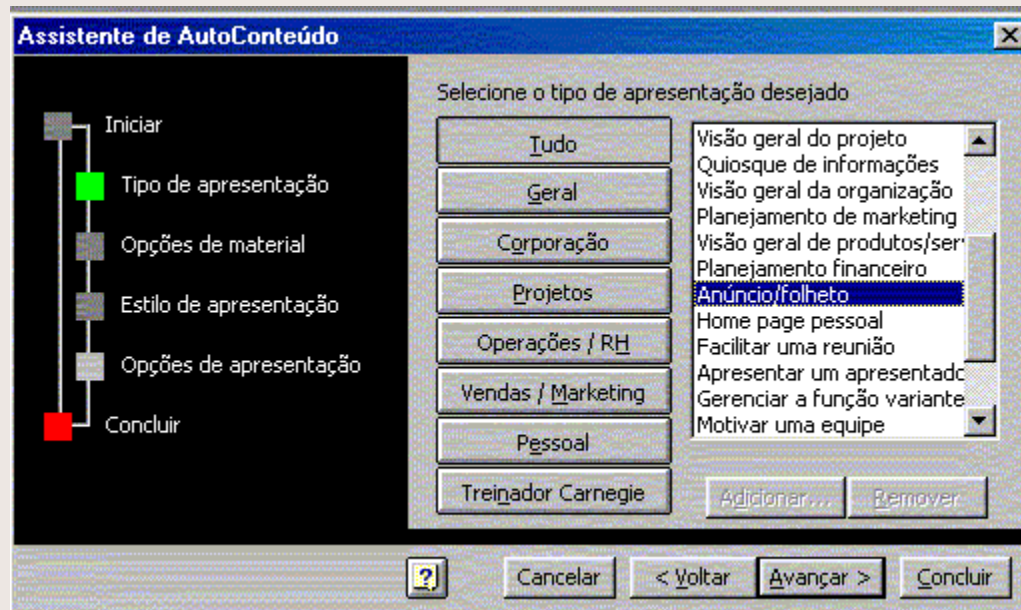 Assistente de AutoConteúdo
Iniciar
Tipo de apresentação
Opções de material
Estilo de apresentação
Opções de apresentação
Concluir
Selecione o tipo de apresentação desejado
Tudo
Geral
Corporação
Projetos
Operações / RH
Vendas / Marketing
Pessoal
Treinador Carnegie
Visão geral do projeto
Quiosque de informações
Visão geral da organização
Planejamento de marketing
Visão geral de produtos/ser
Planejamento financeiro
Anúncio/folheto
Home page pessoal
Facilitar uma reunião
Apresentar um apresentado
Gerenciar a função variante
Motivar uma equipe
Adicionar... Remover
? Cancelar < Voltar Avançar > Concluir